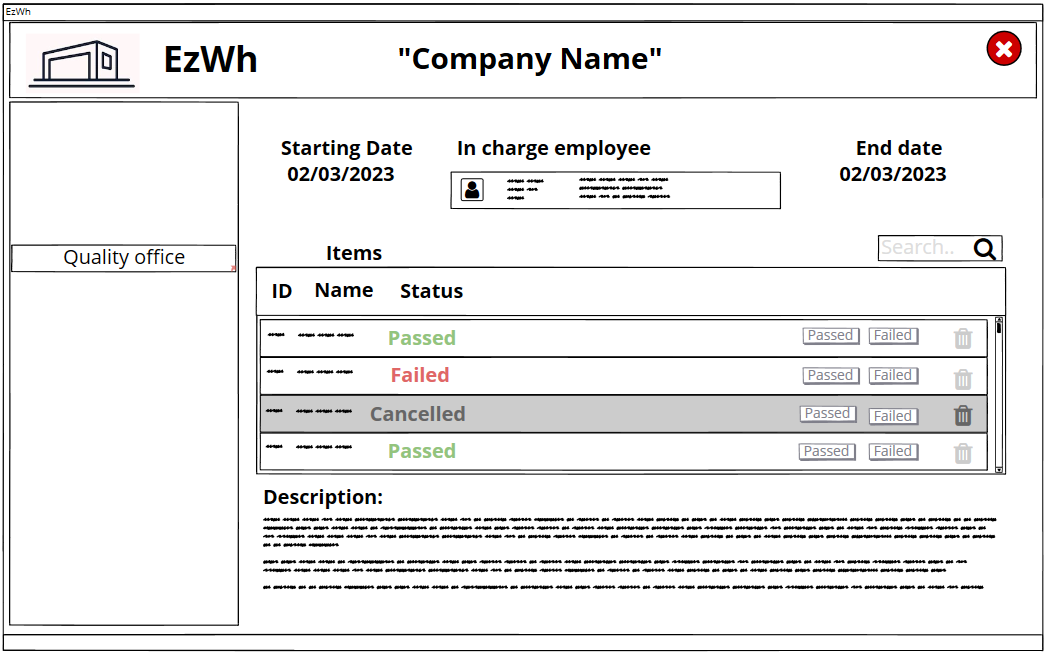 EzWh
EzWh "Company Name"
Starting Date In charge employee End date
02/03/2023 02/03/2023
Quality office
Items Search..
ID Name Status
Passed Passed Failed
Failed Passed Failed
Cancelled Passed Failed
Passed Passed Failed
Description: